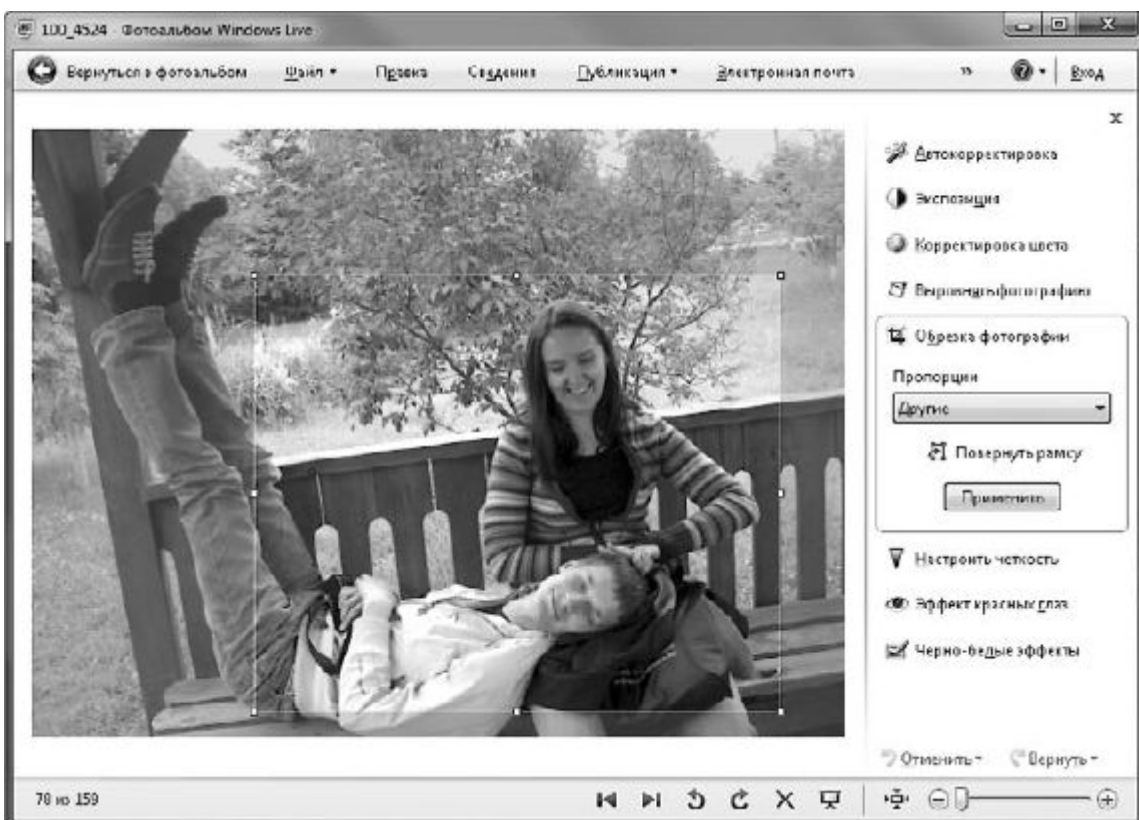 100_4524 - Фотоальбом Windows Live
Вернуться в фотоальбом Файл Правка Сведения Публикация Электронная почта » Вход
Автокорректировка
Экспозиция
Корректировка цвета
Выровнять фотографию
Обрезка фотографии
Пропорции
Другие
Повернуть рамку
Применить
Настроить четкость
Эффект красных глаз
Черно-белые эффекты
Отменить Вернуть
78 из 159